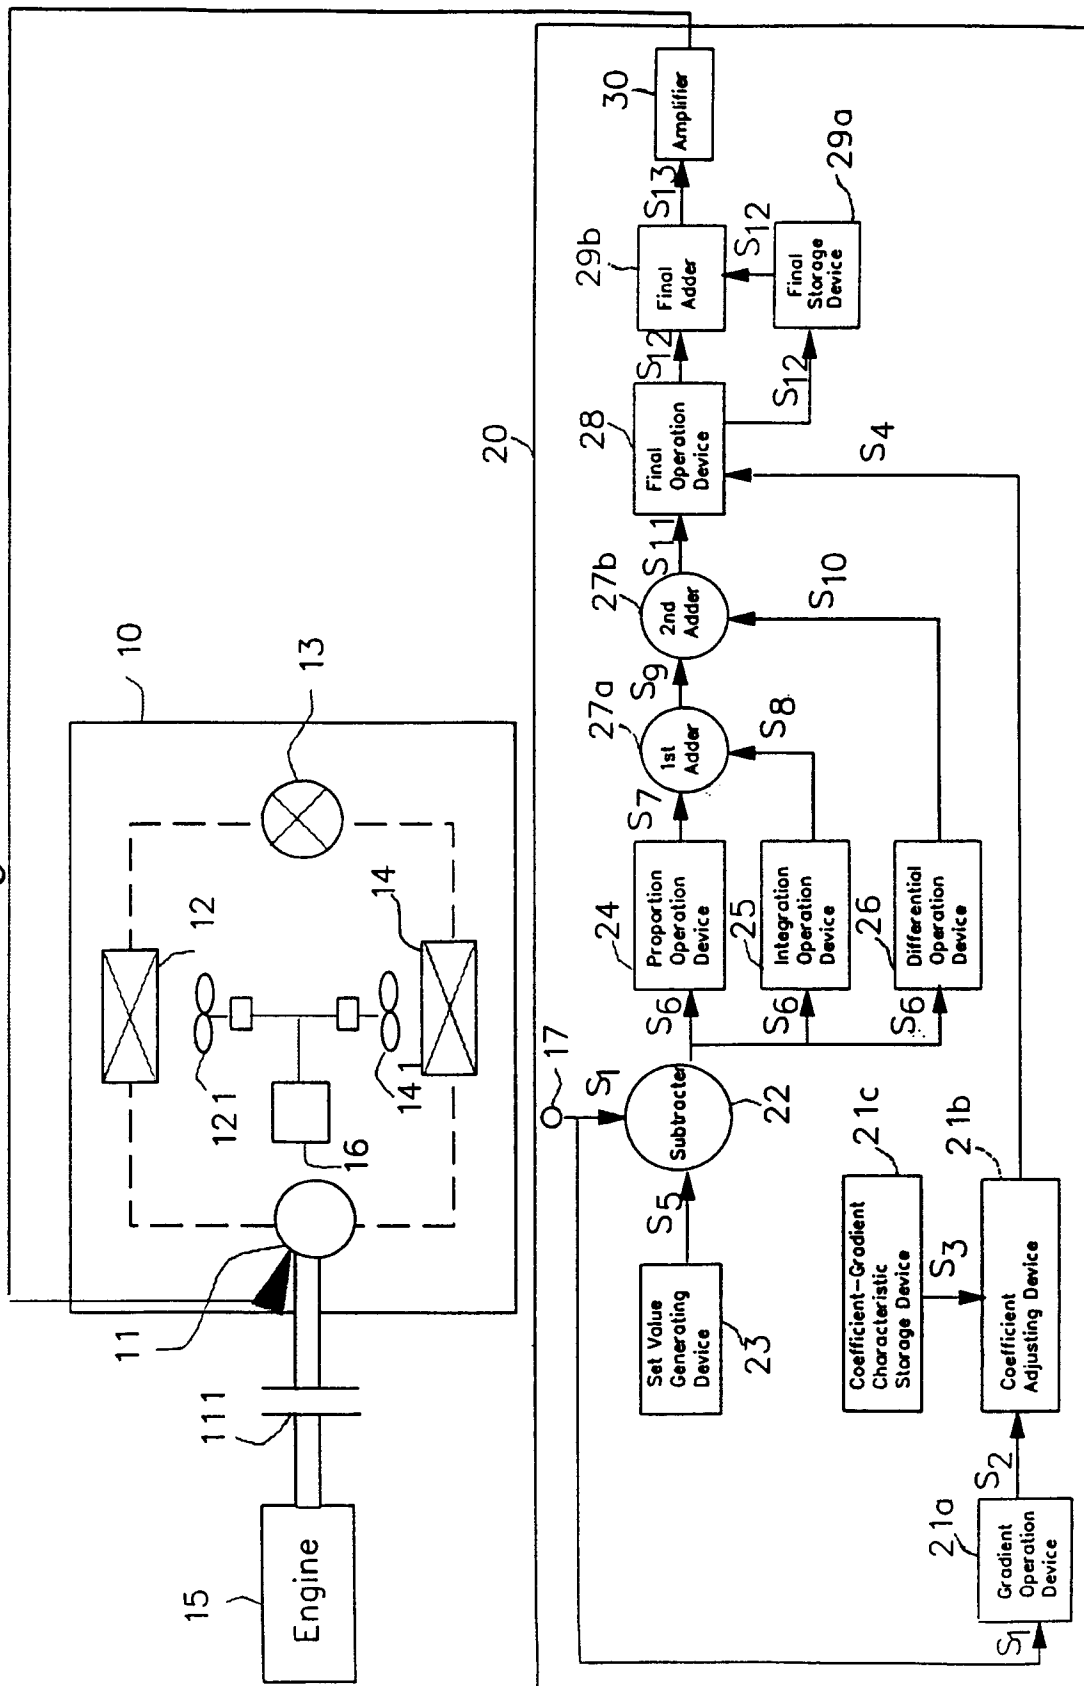 10
13
12
14
121
141
16
11
111
15
Engine
20
17
S1
S5
Subtracter
22
Set Value
Generating
Device
23
S6
S6
S6
24
Proportion
Operation
Device
25
Integration
Operation
Device
26
Differential
Operation
Device
S7
S8
S10
27a
1st
Adder
S9
27b
2nd
Adder
S11
28
Final
Operation
Device
S4
S12
S12
29b
Final
Adder
S12
29a
Final
Storage
Device
S13
30
Amplifier
S1
21a
Gradient
Operation
Device
S2
21c
Coefficient-Gradient
Characteristic
Storage Device
S3
21b
Coefficient
Adjusting Device